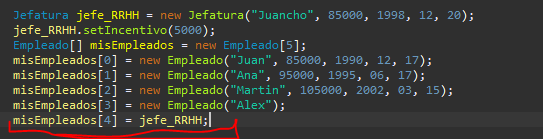 Jefatura jefe_RRHH = new Jefatura("Juancho", 85000, 1998, 12, 20);
jefe_RRHH.setIncentivo(5000);
Empleado[] misEmpleados = new Empleado[5];
misEmpleados[0] = new Empleado("Juan", 85000, 1990, 12, 17);
misEmpleados[1] = new Empleado("Ana", 95000, 1995, 06, 17);
misEmpleados[2] = new Empleado("Martin", 105000, 2002, 03, 15);
misEmpleados[3] = new Empleado("Alex");
misEmpleados[4] = jefe_RRHH;